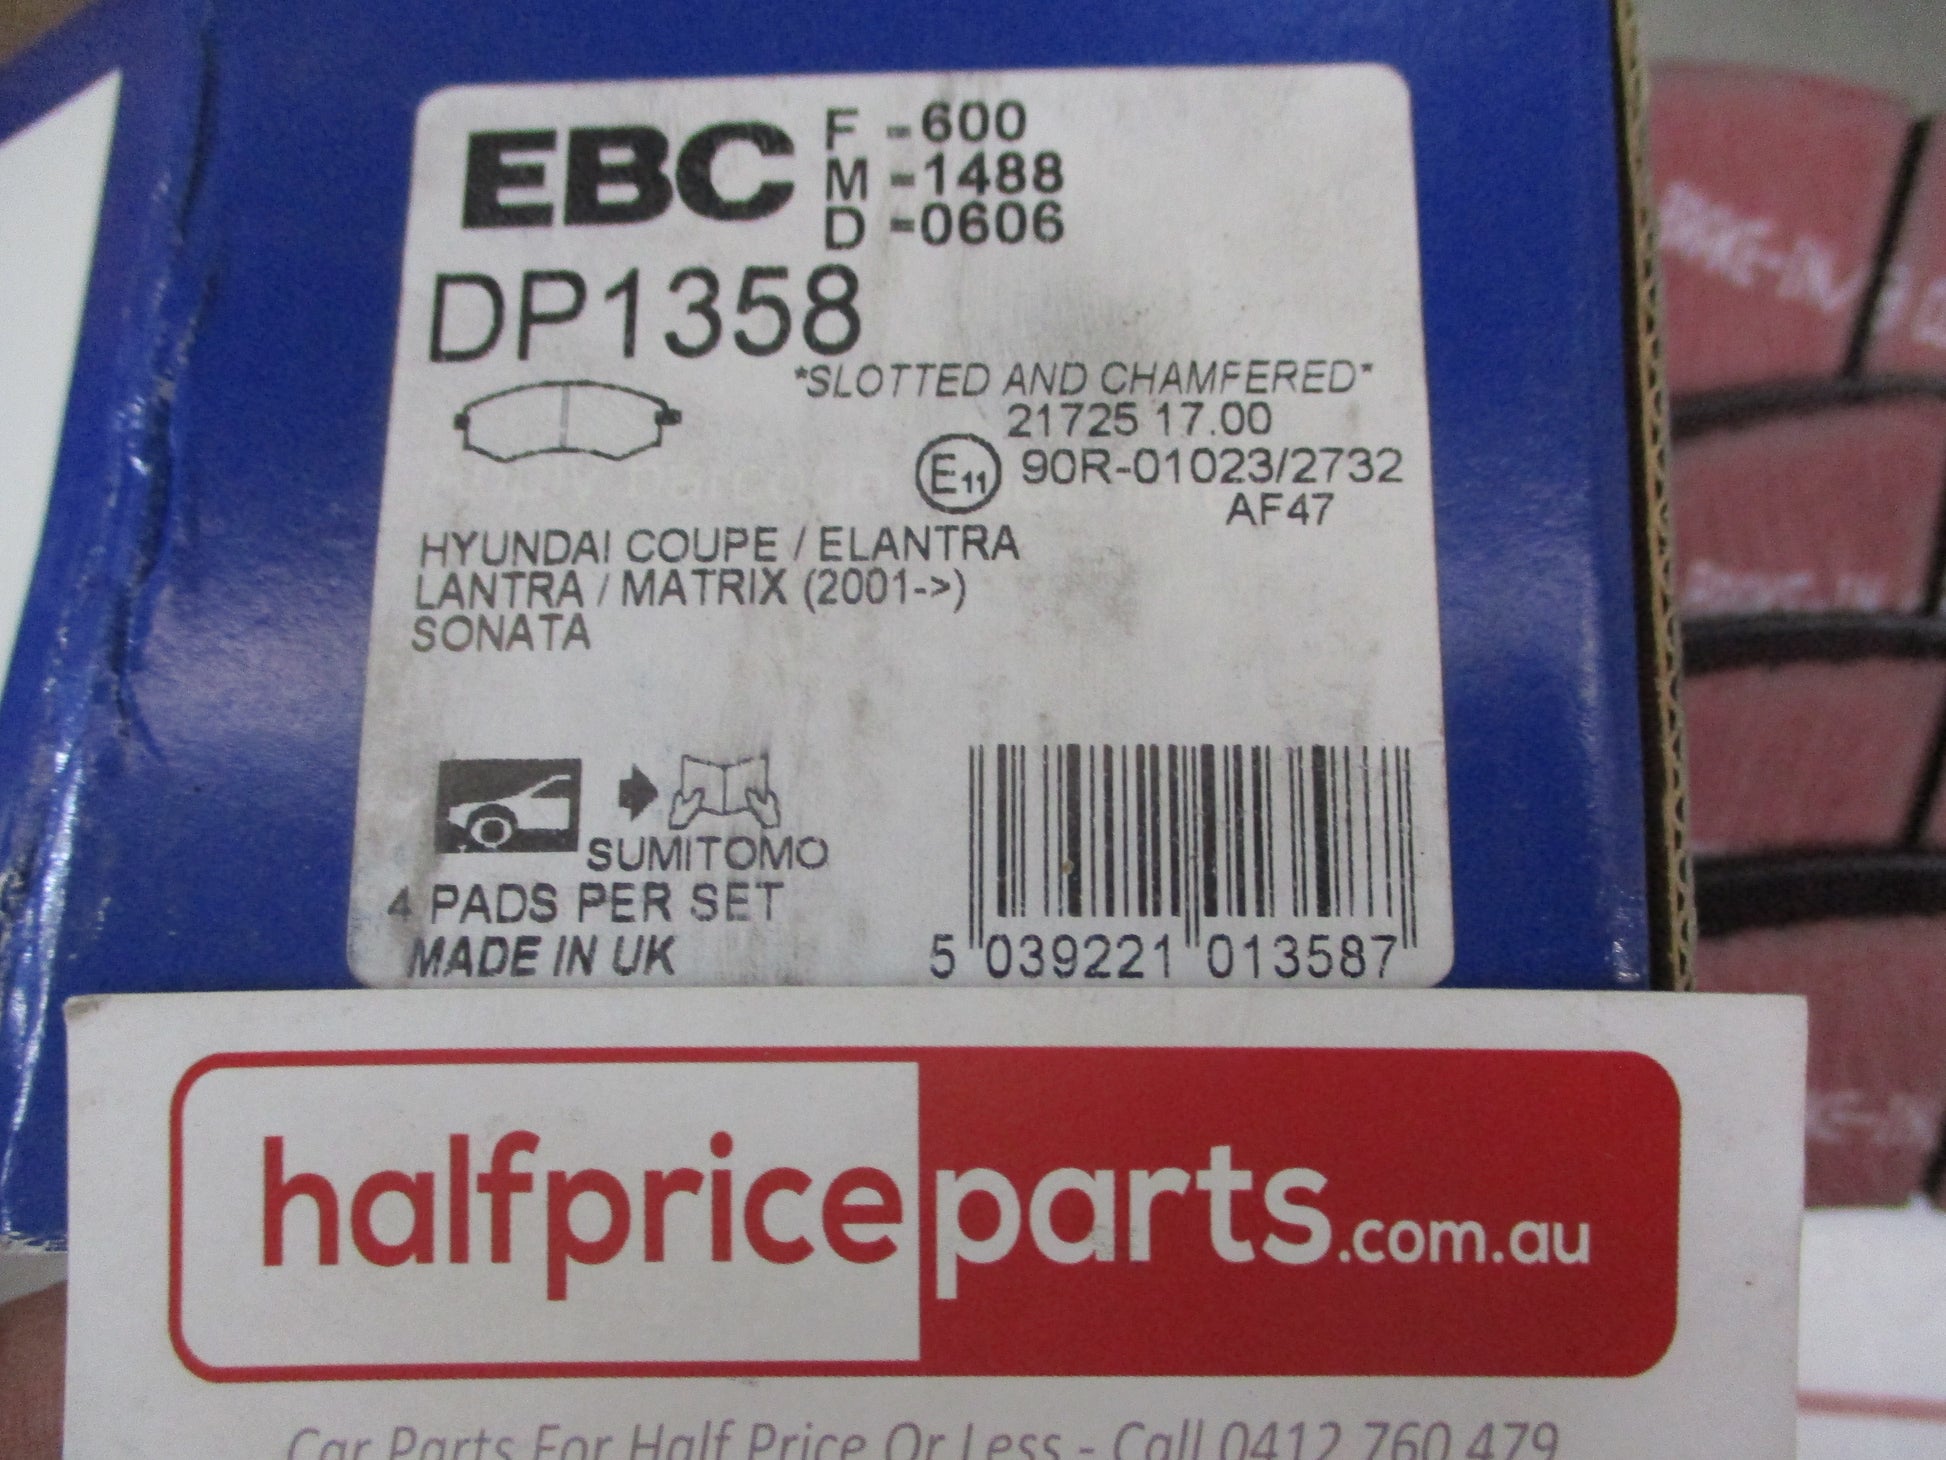 EBC
F -600
M -1488
D -0606
DP1358
*SLOTTED AND CHAMFERED*
21725 17.00
E11 90R-01023/2732
AF47
HYUNDAI COUPE / ELANTRA
LANTRA / MATRIX (2001->)
SONATA
SUMITOMO
4 PADS PER SET
MADE IN UK
5 039221 013587
halfpriceparts.com.au
Car Parts For Half Price Or Less - Call 0412 760 479